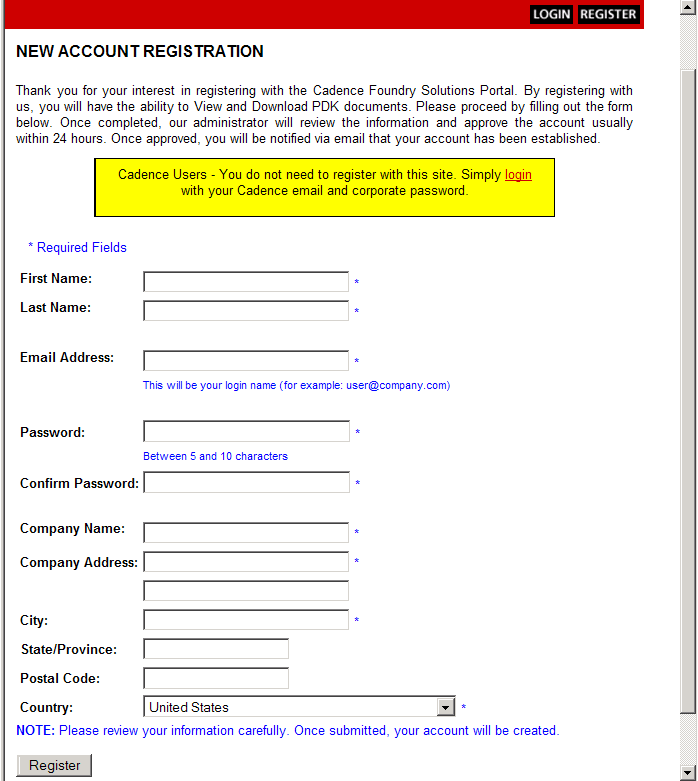 LOGIN REGISTER
NEW ACCOUNT REGISTRATION
Thank you for your interest in registering with the Cadence Foundry Solutions Portal. By registering with
us, you will have the ability to View and Download PDK documents. Please proceed by filling out the form
below. Once completed, our administrator will review the information and approve the account usually
within 24 hours. Once approved, you will be notified via email that your account has been established.
Cadence Users - You do not need to register with this site. Simply login
with your Cadence email and corporate password.
* Required Fields
First Name: *
Last Name: *
Email Address: *
This will be your login name (for example: user@company.com)
Password: *
Between 5 and 10 characters
Confirm Password: *
Company Name: *
Company Address: *
City: *
State/Province:
Postal Code:
Country: United States *
NOTE: Please review your information carefully. Once submitted, your account will be created.
Register